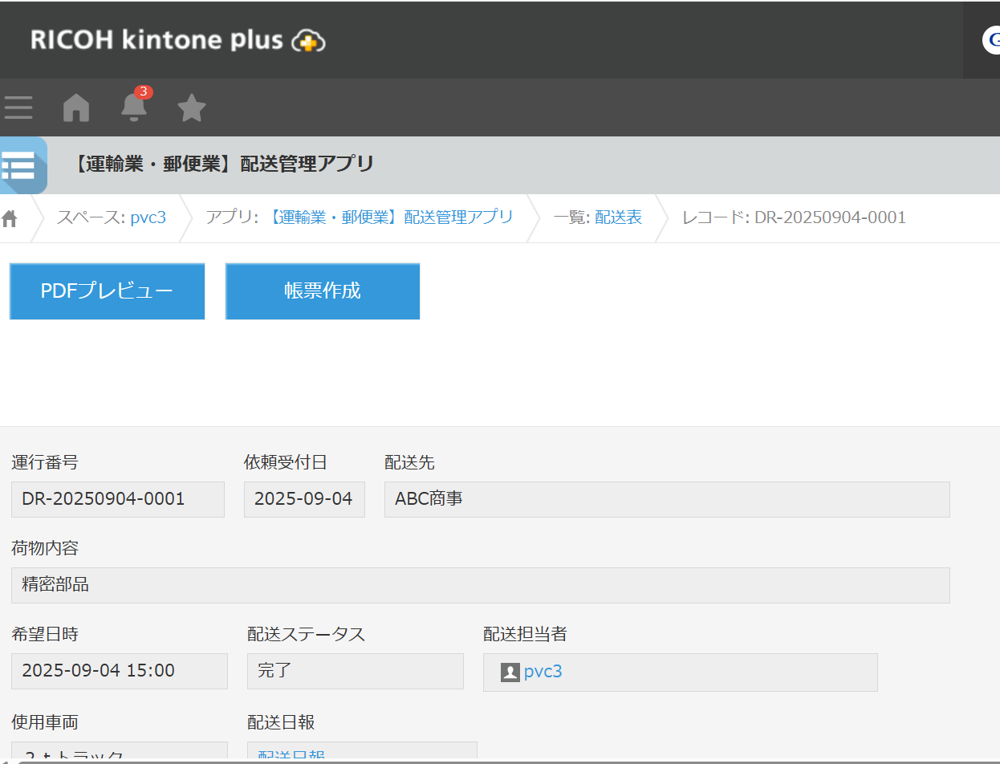 RICOH kintone plus
G
3
【運輸業・郵便業】配送管理アプリ
スペース: pvc3 アプリ: 【運輸業・郵便業】配送管理アプリ 一覧: 配送表 レコード: DR-20250904-0001
PDFプレビュー 帳票作成
運行番号 依頼受付日 配送先
DR-20250904-0001 2025-09-04 ABC商事
荷物内容
精密部品
希望日時 配送ステータス 配送担当者
2025-09-04 15:00 完了 pvc3
使用車両 配送日報
2ｔトラック 配送日報